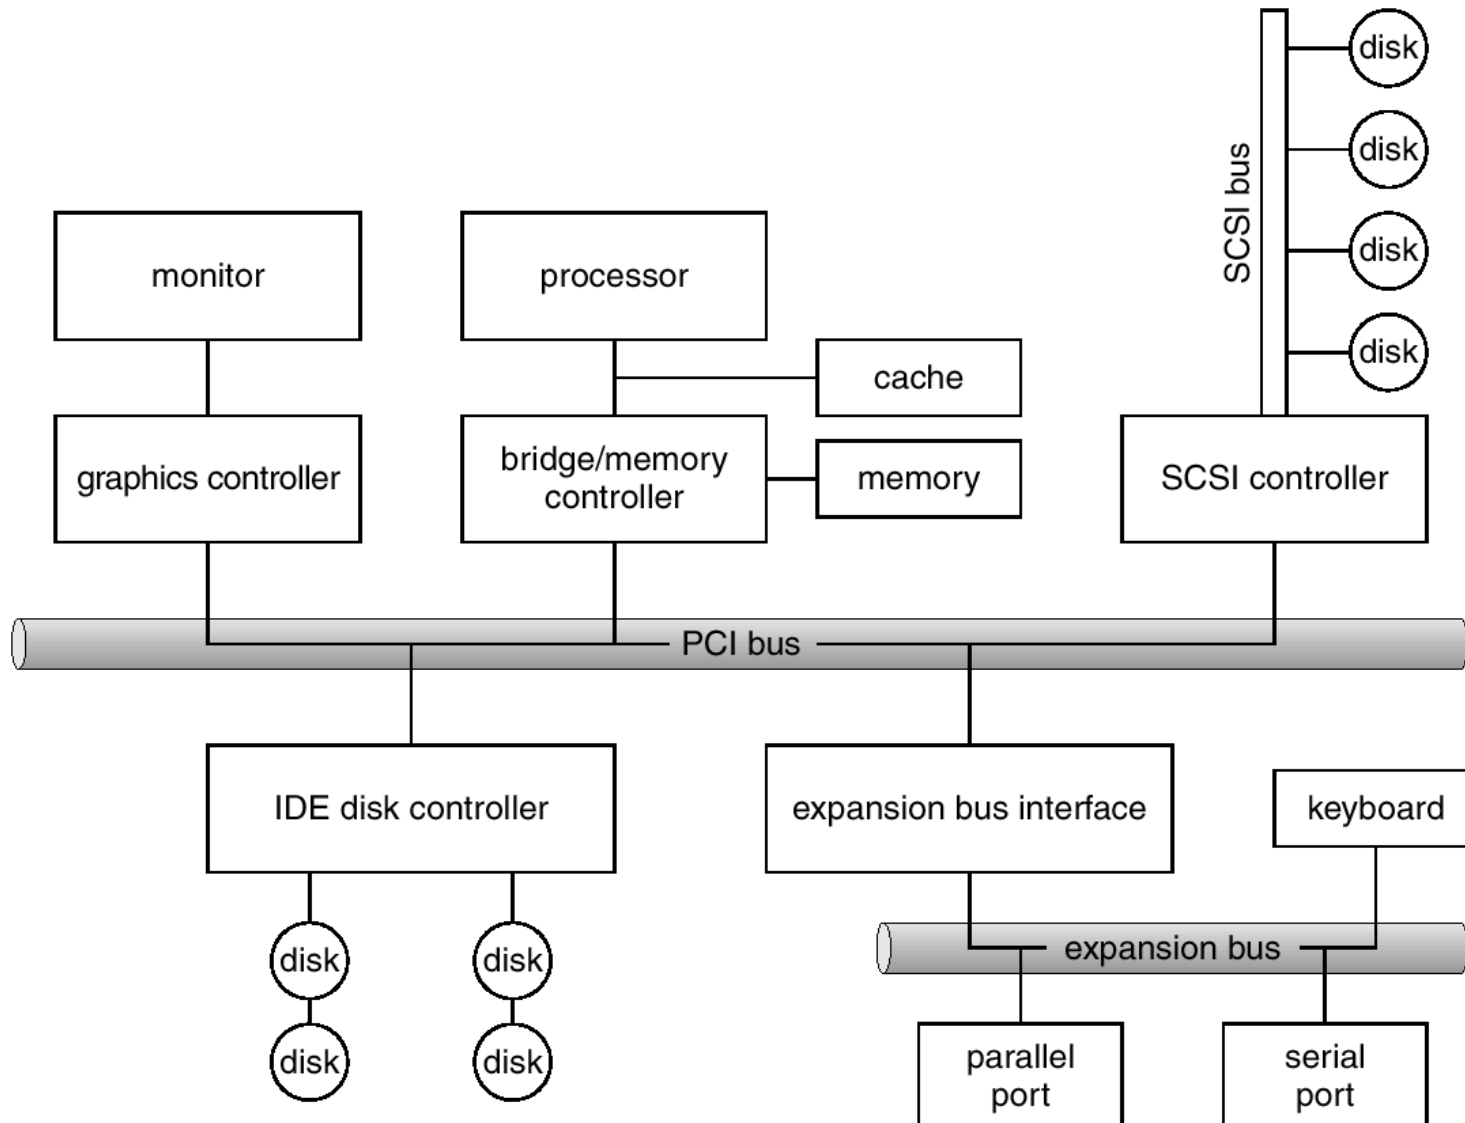 disk
disk
SCSI bus
disk
disk
monitor
processor
cache
graphics controller
bridge/memory
controller
memory
SCSI controller
PCI bus
IDE disk controller
expansion bus interface
keyboard
expansion bus
disk
disk
disk
disk
parallel
port
serial
port